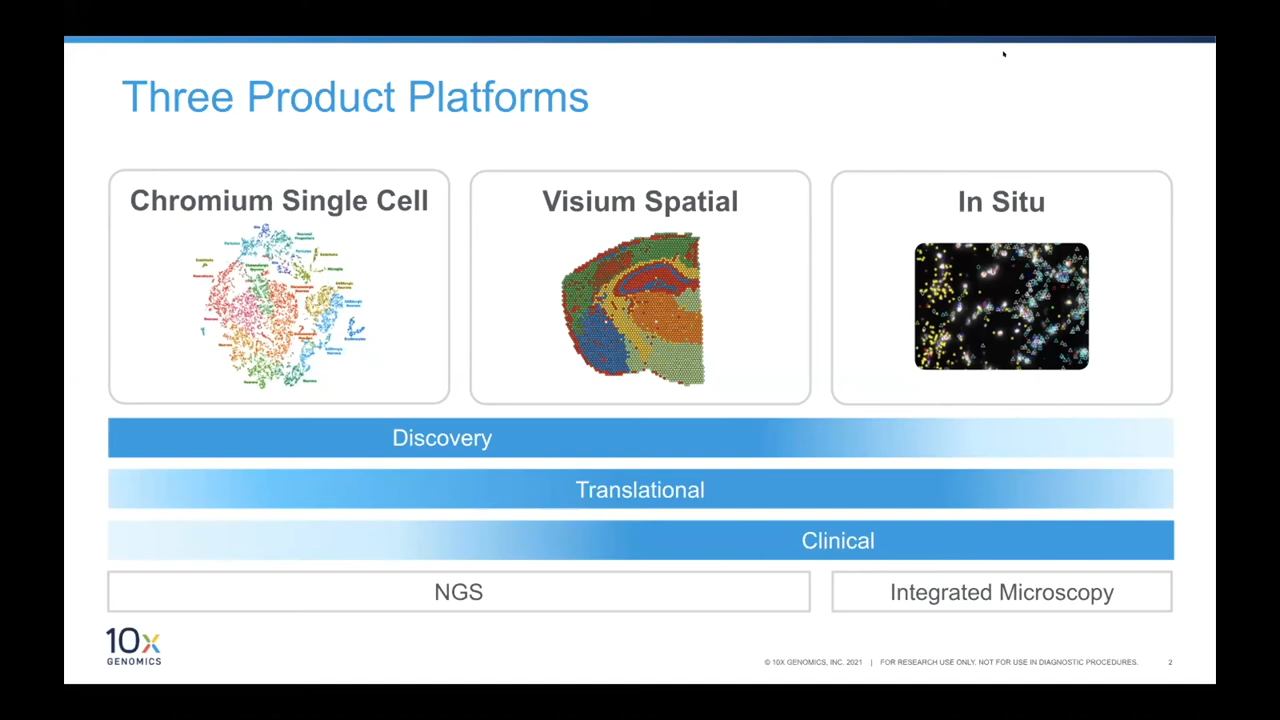 Three Product Platforms
Chromium Single Cell
Visium Spatial
In Situ
Discovery
Translational
Clinical
NGS
Integrated Microscopy
10x
GENOMICS
© 10X GENOMICS, INC. 2021 | FOR RESEARCH USE ONLY. NOT FOR USE IN DIAGNOSTIC PROCEDURES. 2